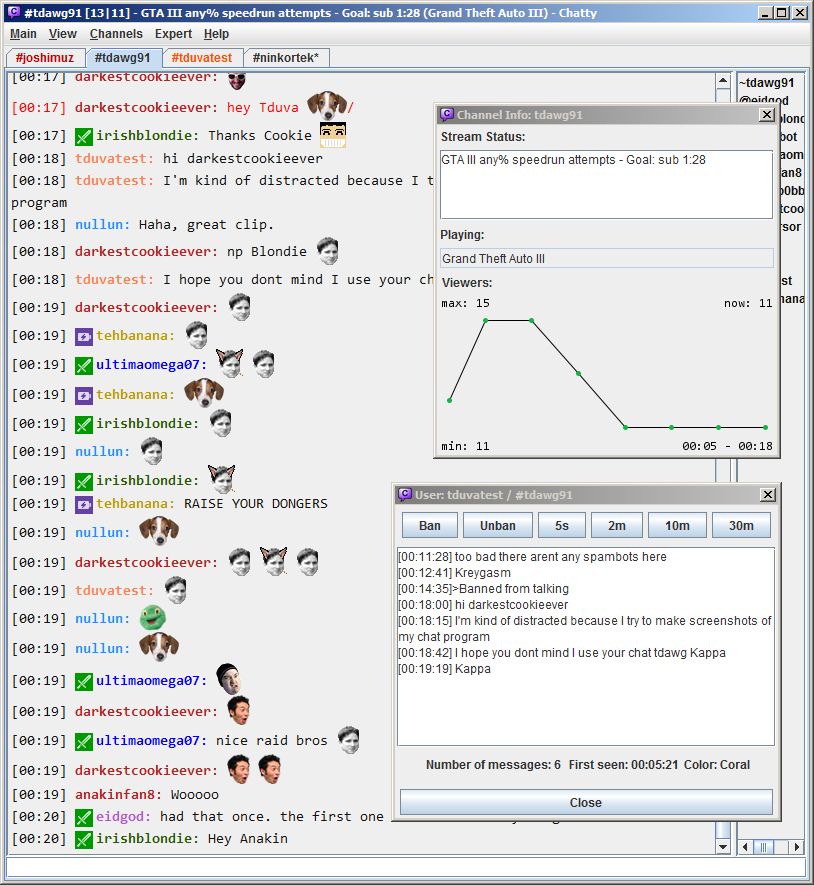 #tdawg91 [13|11] - GTA III any% speedrun attempts - Goal: sub 1:28 (Grand Theft Auto III) - Chatty
Main View Channels Expert Help
#joshimuz #tdawg91 #tduvatest #ninkortek*
[00:17] darkestcookieever:
[00:17] darkestcookieever: hey Tduva /
[00:17] irishblondie: Thanks Cookie
[00:18] tduvatest: hi darkestcookieever
[00:18] tduvatest: I'm kind of distracted because I t
program
[00:18] nullun: Haha, great clip.
[00:18] darkestcookieever: np Blondie
[00:18] tduvatest: I hope you dont mind I use your ch
[00:19] darkestcookieever:
[00:19] tehbanana:
[00:19] ultimaomega07:
[00:19] tehbanana:
[00:19] irishblondie:
[00:19] nullun:
[00:19] irishblondie:
[00:19] tehbanana: RAISE YOUR DONGERS
[00:19] nullun:
[00:19] darkestcookieever:
[00:19] tduvatest:
[00:19] nullun:
[00:19] nullun:
[00:19] ultimaomega07:
[00:19] darkestcookieever:
[00:19] ultimaomega07: nice raid bros
[00:19] darkestcookieever:
[00:19] anakinfan8: Wooooo
[00:20] eidgod: had that once. the first one
[00:20] irishblondie: Hey Anakin
~tdawg91
@eidgod
blond
bot
aom
an8
0bb
tcoo
rsor
st
nana
Channel Info: tdawg91
Stream Status:
GTA III any% speedrun attempts - Goal: sub 1:28
Playing:
Grand Theft Auto III
Viewers:
max: 15 now: 11
min: 11 00:05 - 00:18
User: tduvatest / #tdawg91
Ban Unban 5s 2m 10m 30m
[00:11:28] too bad there arent any spambots here
[00:12:41] Kreygasm
[00:14:35]>Banned from talking
[00:18:00] hi darkestcookieever
[00:18:15] I'm kind of distracted because I try to make screenshots of
my chat program
[00:18:42] I hope you dont mind I use your chat tdawg Kappa
[00:19:19] Kappa
Number of messages: 6 First seen: 00:05:21 Color: Coral
Close